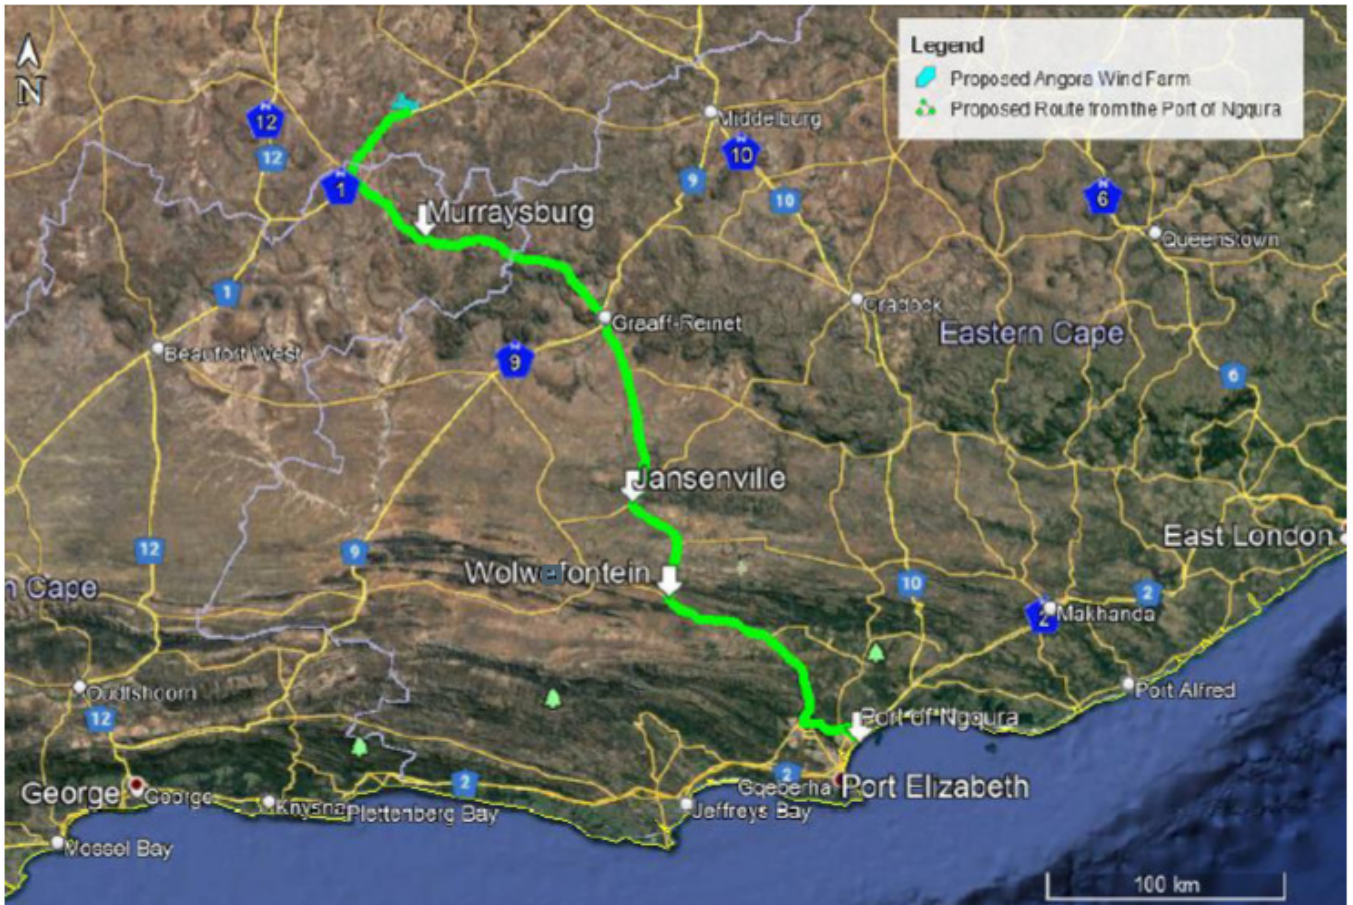 Legend
Proposed Angora Wind Farm
Proposed Route from the Port of Ngqura
N
N
12
12
N
1
Murraysburg
Middelburg
N
10
9
10
N
6
Queenstown
1
Graaff-Reinet
Cradock
Eastern Cape
Beaufort West
N
9
6
Jansenville
East London
12
9
Wolwefontein
n Cape
10
2
2
Makhanda
Oudtshoorn
12
Port Alfred
Port of Ngqura
George
George
2
2
Gqeberha
Port Elizabeth
Knysna
Plettenberg Bay
Jeffreys Bay
Mossel Bay
100 km